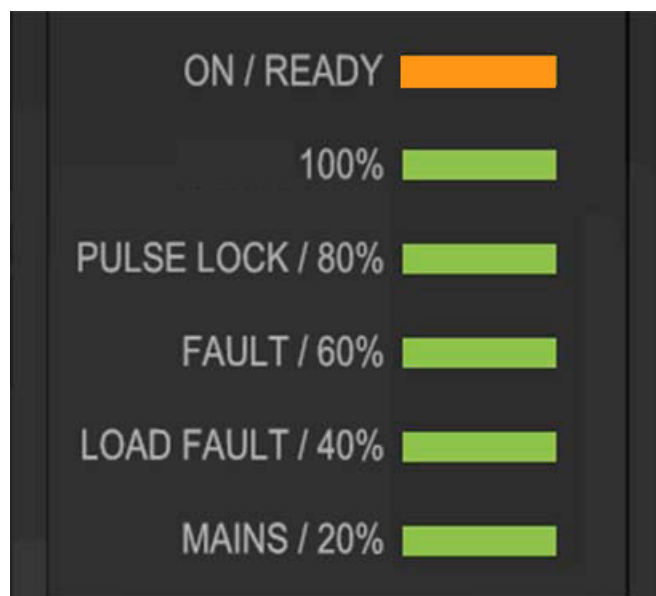 ON / READY
100%
PULSE LOCK / 80%
FAULT / 60%
LOAD FAULT / 40%
MAINS / 20%